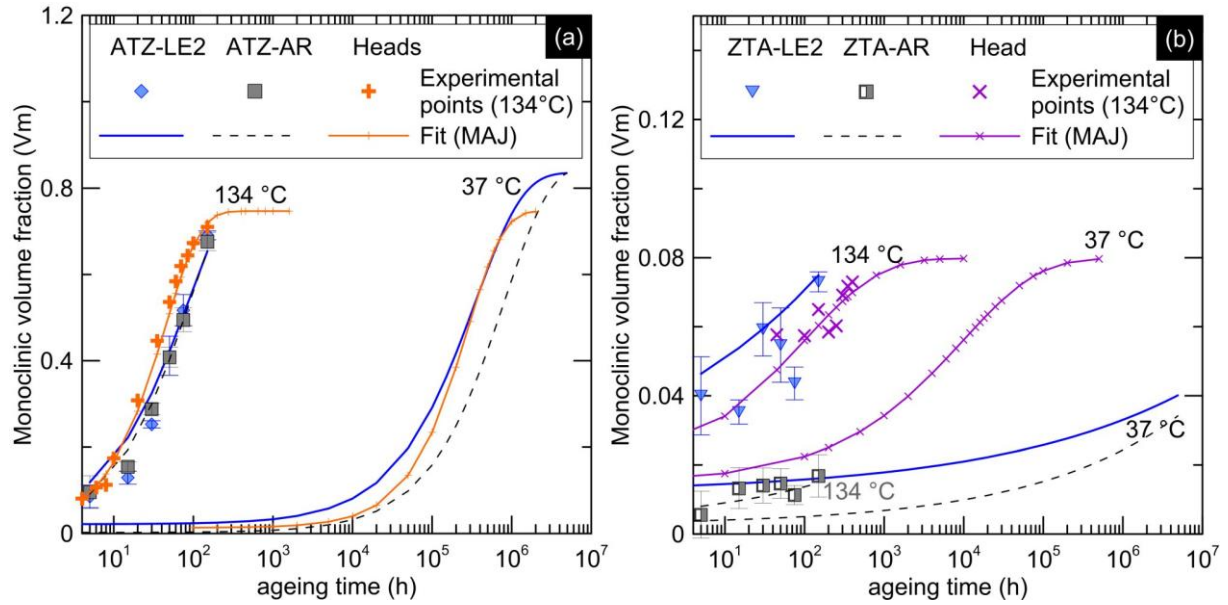 1.2
0.8
0.4
0
Monoclinic volume fraction (Vm)
(a)
ATZ-LE2 ATZ-AR Heads
Experimental
points (134°C)
Fit (MAJ)
134 °C
37 °C
10¹ 10² 10³ 10⁴ 10⁵ 10⁶ 10⁷
ageing time (h)
0.12
0.08
0.04
0.00
Monoclinic volume fraction (Vm)
(b)
ZTA-LE2 ZTA-AR Head
Experimental
points (134°C)
Fit (MAJ)
134 °C
37 °C
37 °C
134 °C
10¹ 10² 10³ 10⁴ 10⁵ 10⁶ 10⁷
ageing time (h)